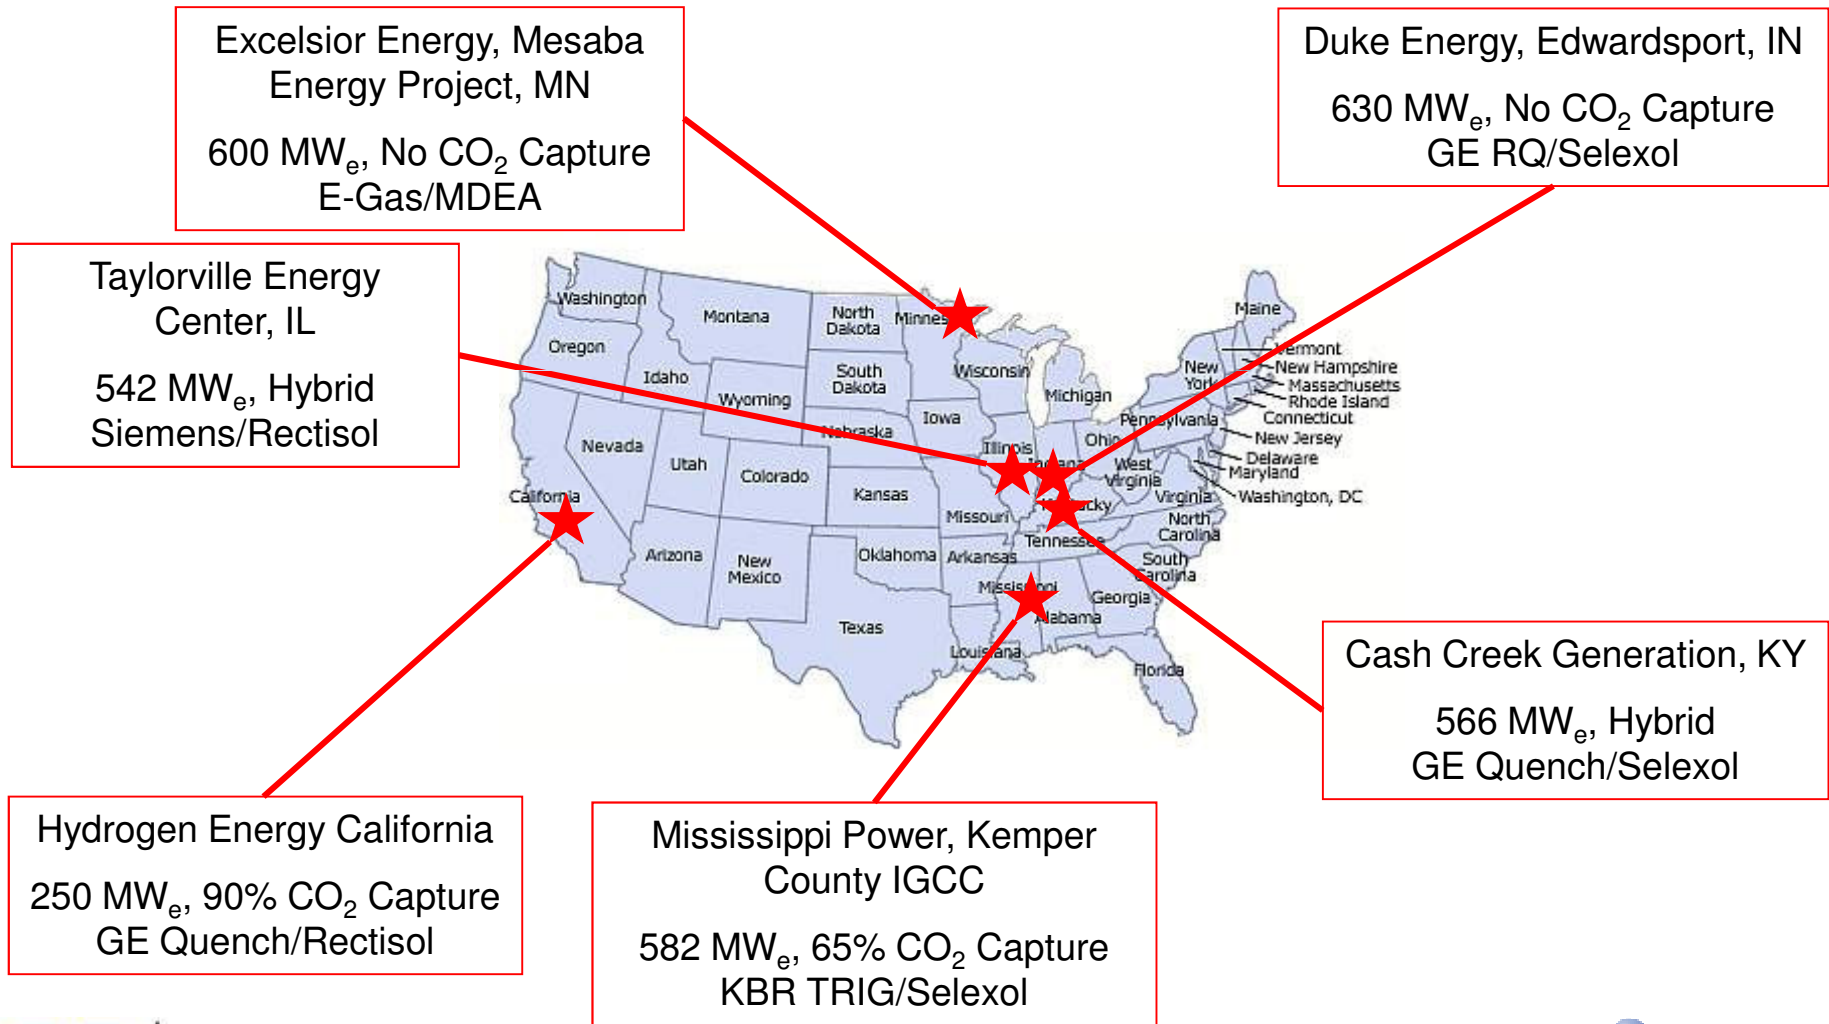 Excelsior Energy, Mesaba
Energy Project, MN
600 MWe, No CO2 Capture
E-Gas/MDEA
Duke Energy, Edwardsport, IN
630 MWe, No CO2 Capture
GE RQ/Selexol
Taylorville Energy
Center, IL
542 MWe, Hybrid
Siemens/Rectisol
Washington
Montana
North
Dakota
Minnes
Maine
Oregon
Idaho
Wyoming
South
Dakota
Wisconsin
Michigan
New
York
Vermont
New Hampshire
Massachusetts
Rhode Island
Connecticut
New Jersey
Delaware
Maryland
Washington, DC
Nebraska
Iowa
Illinois
Indiana
Ohio
Pennsylvania
West
Virginia
Virginia
Nevada
Utah
Colorado
Kansas
Missouri
Kentucky
California
Arizona
New
Mexico
Oklahoma
Arkansas
Tennessee
North
Carolina
South
Carolina
Mississippi
Alabama
Georgia
Texas
Louisiana
Florida
Cash Creek Generation, KY
566 MWe, Hybrid
GE Quench/Selexol
Hydrogen Energy California
250 MWe, 90% CO2 Capture
GE Quench/Rectisol
Mississippi Power, Kemper
County IGCC
582 MWe, 65% CO2 Capture
KBR TRIG/Selexol